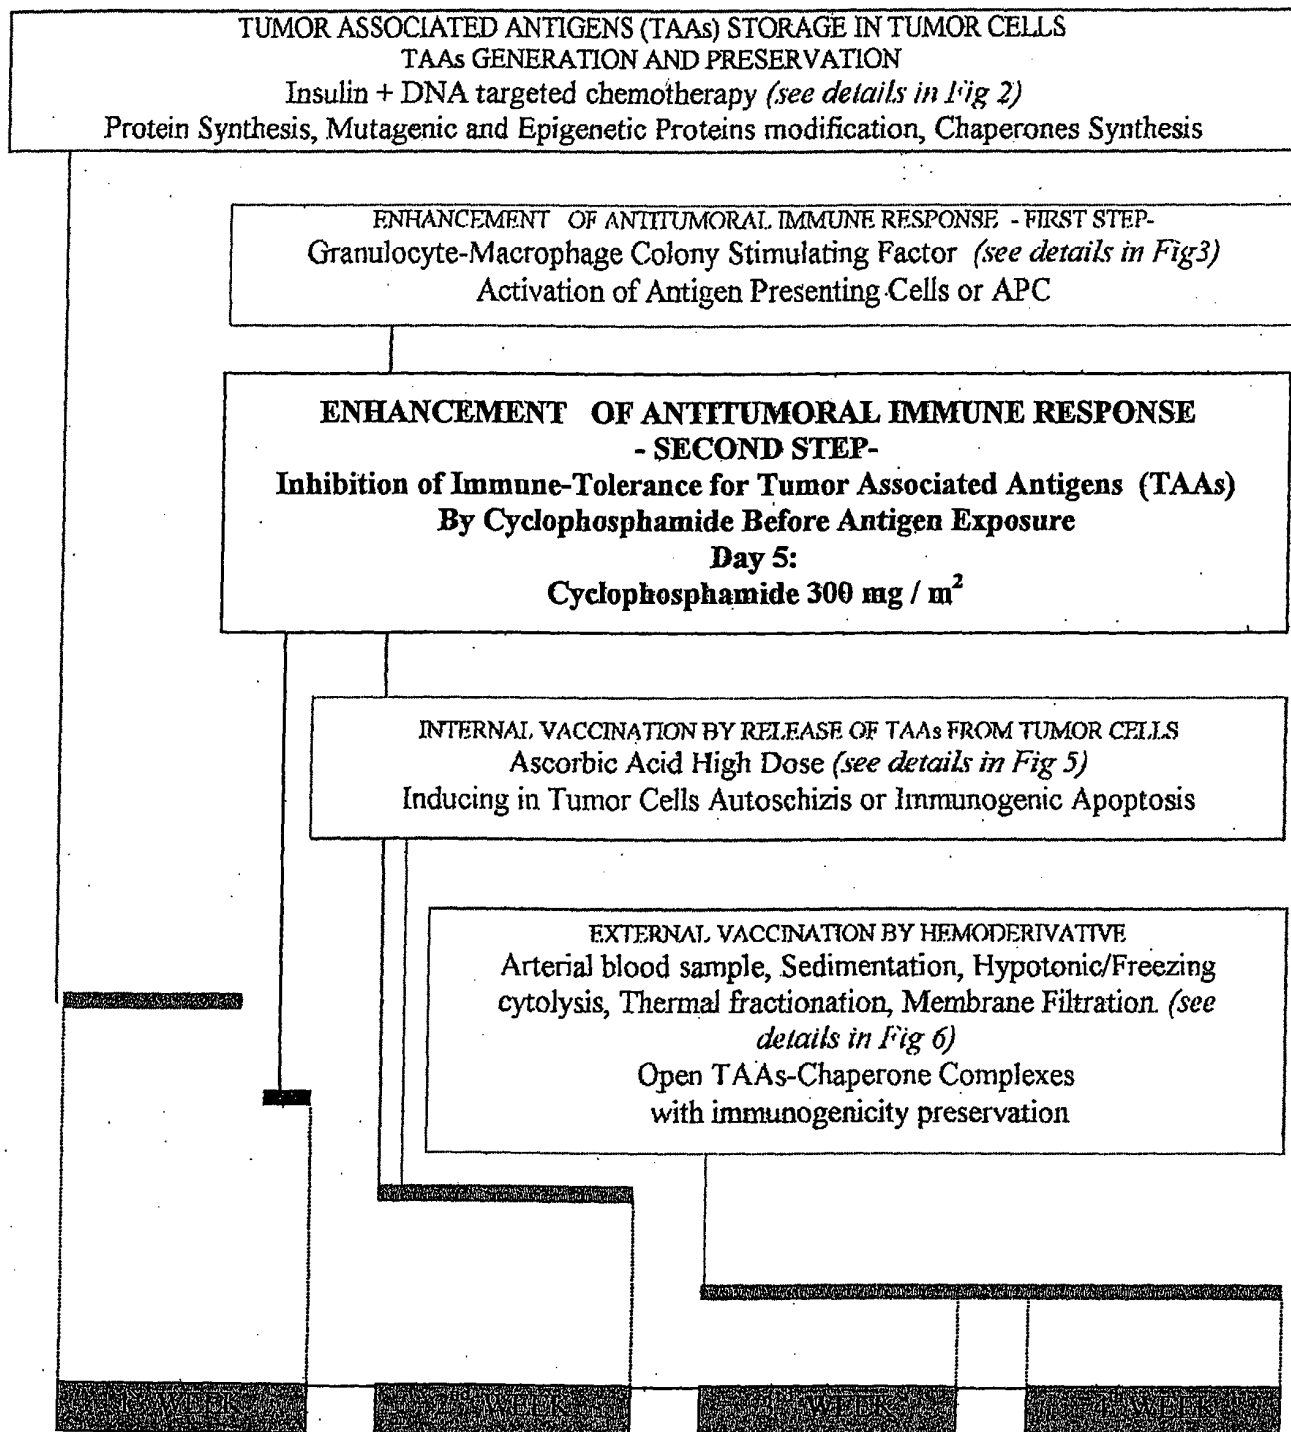 TUMOR ASSOCIATED ANTIGENS (TAAs) STORAGE IN TUMOR CELLS
TAAs GENERATION AND PRESERVATION
Insulin + DNA targeted chemotherapy (see details in Fig 2)
Protein Synthesis, Mutagenic and Epigenetic Proteins modification, Chaperones Synthesis
ENHANCEMENT OF ANTITUMORAL IMMUNE RESPONSE - FIRST STEP-
Granulocyte-Macrophage Colony Stimulating Factor (see details in Fig3)
Activation of Antigen Presenting Cells or APC
ENHANCEMENT OF ANTITUMORAL IMMUNE RESPONSE
- SECOND STEP-
Inhibition of Immune-Tolerance for Tumor Associated Antigens (TAAs)
By Cyclophosphamide Before Antigen Exposure
Day 5:
Cyclophosphamide 300 mg / m²
INTERNAL VACCINATION BY RELEASE OF TAAs FROM TUMOR CELLS
Ascorbic Acid High Dose (see details in Fig 5)
Inducing in Tumor Cells Autoschizis or Immunogenic Apoptosis
EXTERNAL VACCINATION BY HEMODERIVATIVE
Arterial blood sample, Sedimentation, Hypotonic/Freezing
cytolysis, Thermal fractionation, Membrane Filtration. (see
details in Fig 6)
Open TAAs-Chaperone Complexes
with immunogenicity preservation
WEEK WEEK WEEK WEEK